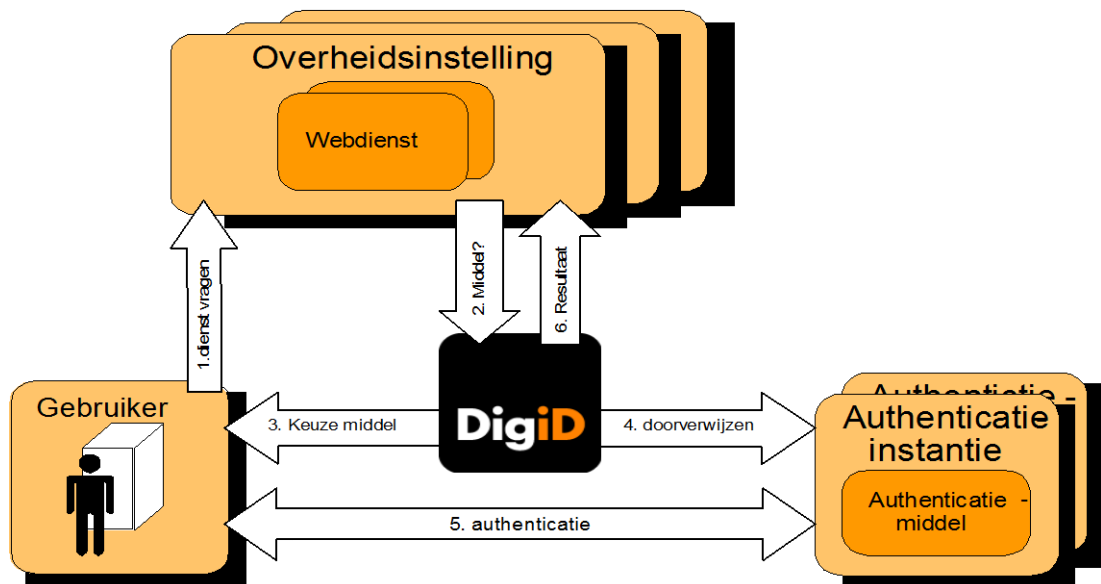 Overheidsinstelling
Webdienst
1.dienst vragen
2. Middel?
6. Resultaat
Gebruiker
3. Keuze middel
DigiD
4. doorverwijzen
Authenticatie -
Authenticatie
instantie
Authenticatie -
middel
5. authenticatie